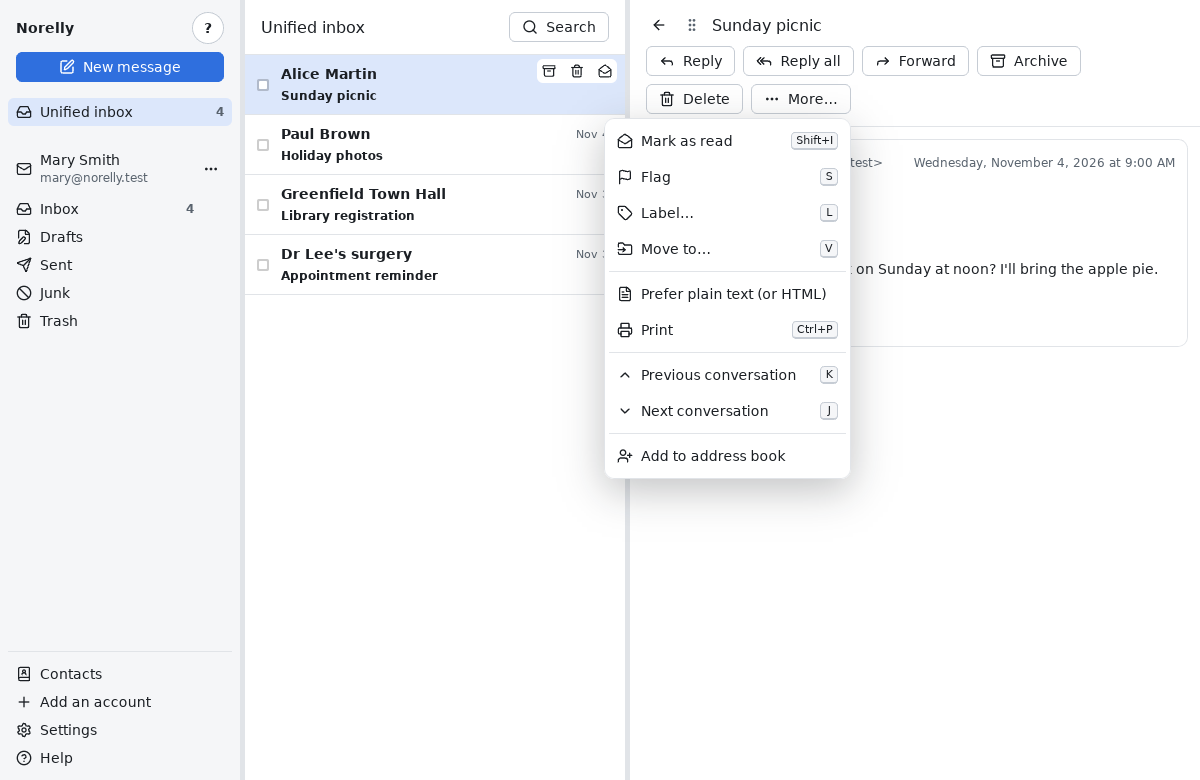 Norelly
?
New message
Unified inbox 4
Mary Smith
mary@norelly.test
Inbox 4
Drafts
Sent
Junk
Trash
Contacts
Add an account
Settings
Help
Unified inbox
Search
Alice Martin
Sunday picnic
Paul Brown Nov
Holiday photos
Greenfield Town Hall Nov
Library registration
Dr Lee's surgery Nov
Appointment reminder
Sunday picnic
Reply
Reply all
Forward
Archive
Delete
More...
test> Wednesday, November 4, 2026 at 9:00 AM
on Sunday at noon? I'll bring the apple pie.
Mark as read Shift+I
Flag S
Label... L
Move to... V
Prefer plain text (or HTML)
Print Ctrl+P
Previous conversation K
Next conversation J
Add to address book